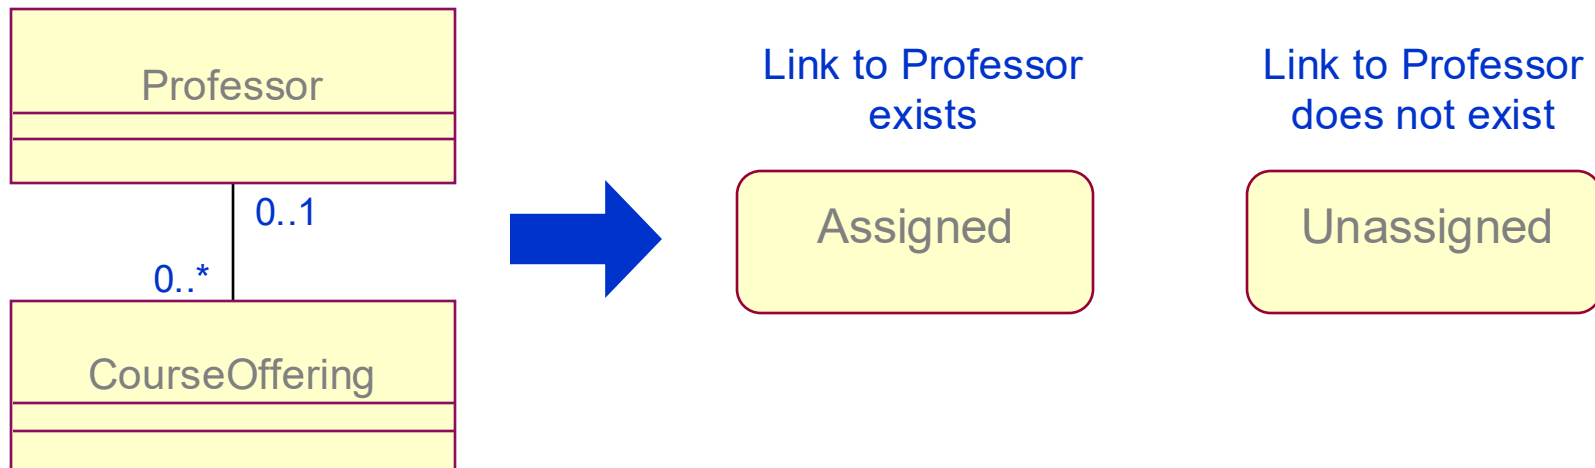 Professor
0..1
0..*
CourseOffering
Link to Professor
exists
Assigned
Link to Professor
does not exist
Unassigned